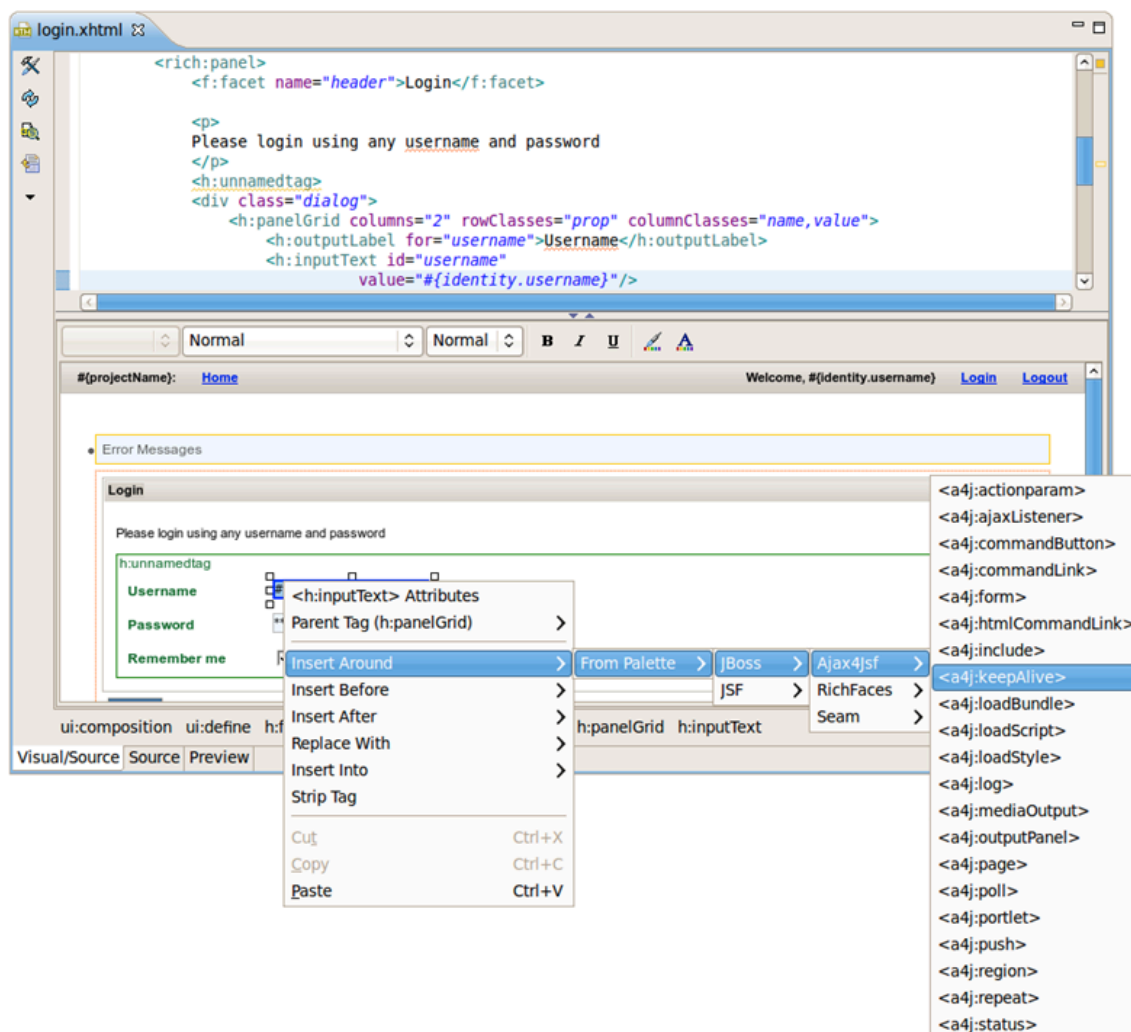 login.xhtml
<rich:panel>
<f:facet name="header">Login</f:facet>
<p>
Please login using any username and password
</p>
<h:unnamedtag>
<div class="dialog">
<h:panelGrid columns="2" rowClasses="prop" columnClasses="name,value">
<h:outputLabel for="username">Username</h:outputLabel>
<h:inputText id="username"
value="#{identity.username}"/>
Normal Normal B I U A
#{projectName}: Home Welcome, #{identity.username} Login Logout
Error Messages
Login
Please login using any username and password
h:unnamedtag
Username
Password **
Remember me
<h:inputText> Attributes
Parent Tag (h:panelGrid)
Insert Around
Insert Before
Insert After
Replace With
Insert Into
Strip Tag
Cut Ctrl+X
Copy Ctrl+C
Paste Ctrl+V
From Palette
JBoss
JSF
Ajax4Jsf
RichFaces
Seam
<a4j:actionparam>
<a4j:ajaxListener>
<a4j:commandButton>
<a4j:commandLink>
<a4j:form>
<a4j:htmlCommandLink>
<a4j:include>
<a4j:keepAlive>
<a4j:loadBundle>
<a4j:loadScript>
<a4j:loadStyle>
<a4j:log>
<a4j:mediaOutput>
<a4j:outputPanel>
<a4j:page>
<a4j:poll>
<a4j:portlet>
<a4j:push>
<a4j:region>
<a4j:repeat>
<a4j:status>
ui:composition ui:define h:panelGrid h:inputText
Visual/Source Source Preview